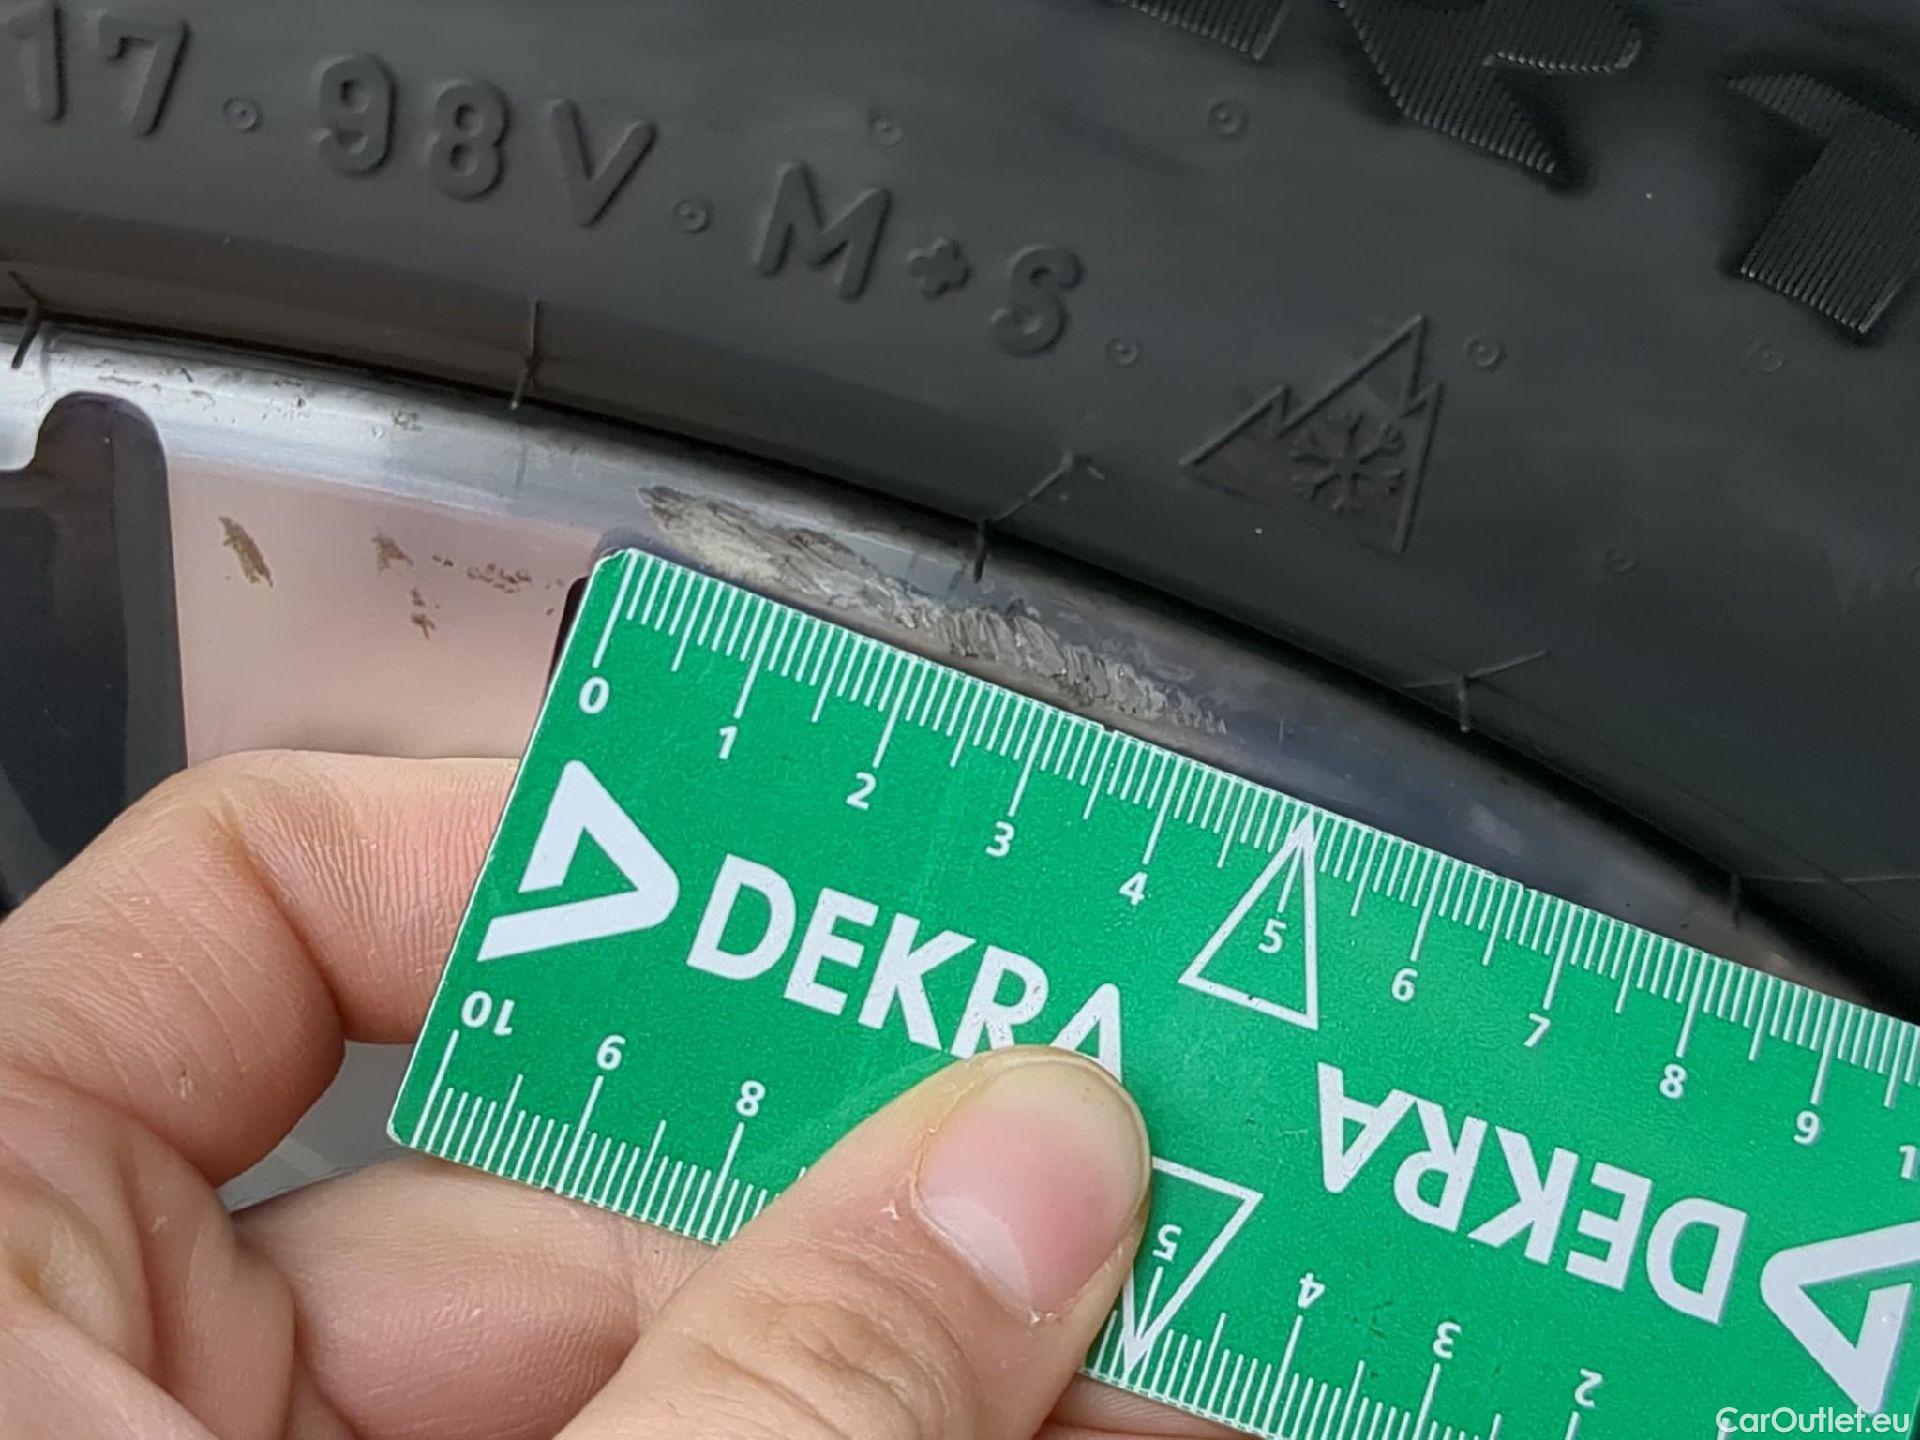 17 · 98V · M+S
0 1 2 3 4 5 6 7 8 9
DEKRA
DEKRA
10 9 8 5 4 3 2
CarOutlet.eu